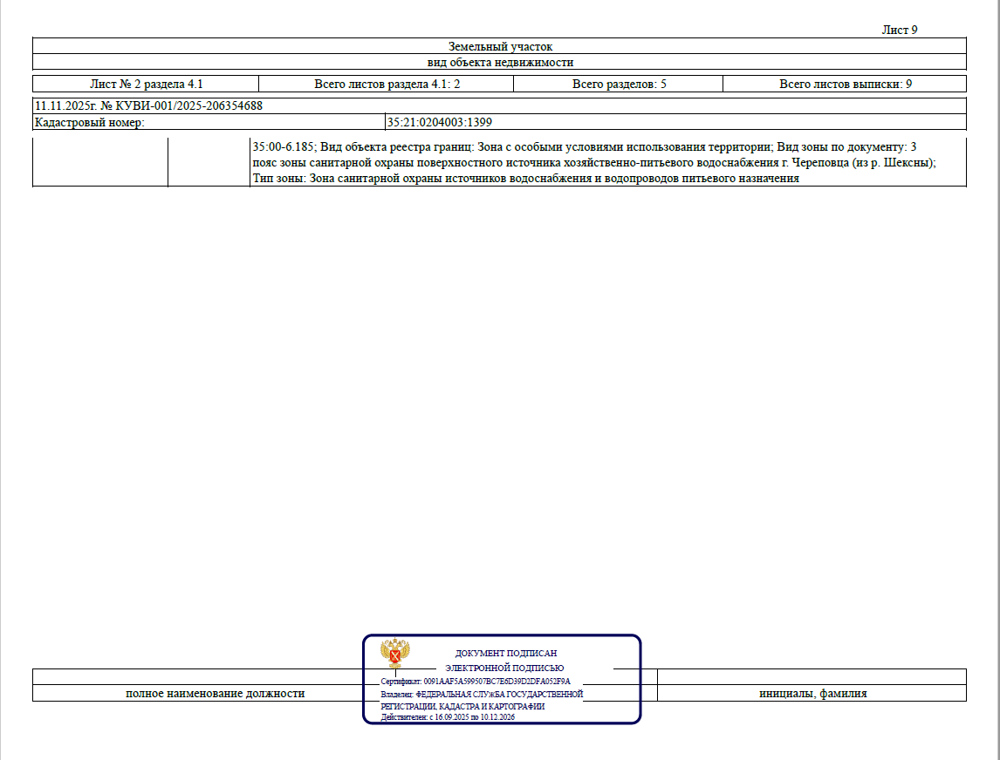 Лист 9
Земельный участок
вид объекта недвижимости
Лист № 2 раздела 4.1 Всего листов раздела 4.1: 2 Всего разделов: 5 Всего листов выписки: 9
11.11.2025г. № КУВИ-001/2025-206354688
Кадастровый номер: 35:21:0204003:1399
35:00-6.185; Вид объекта реестра границ: Зона с особыми условиями использования территории; Вид зоны по документу: 3
пояс зоны санитарной охраны поверхностного источника хозяйственно-питьевого водоснабжения г. Череповца (из р. Шексны);
Тип зоны: Зона санитарной охраны источников водоснабжения и водопроводов питьевого назначения
ДОКУМЕНТ ПОДПИСАН
ЭЛЕКТРОННОЙ ПОДПИСЬЮ
Сертификат: 0091AAF5A599507BC7E6D39D2DFA052F9A
Владелец: ФЕДЕРАЛЬНАЯ СЛУЖБА ГОСУДАРСТВЕННОЙ
РЕГИСТРАЦИИ, КАДАСТРА И КАРТОГРАФИИ
Действителен: с 16.09.2025 по 10.12.2026
полное наименование должности инициалы, фамилия